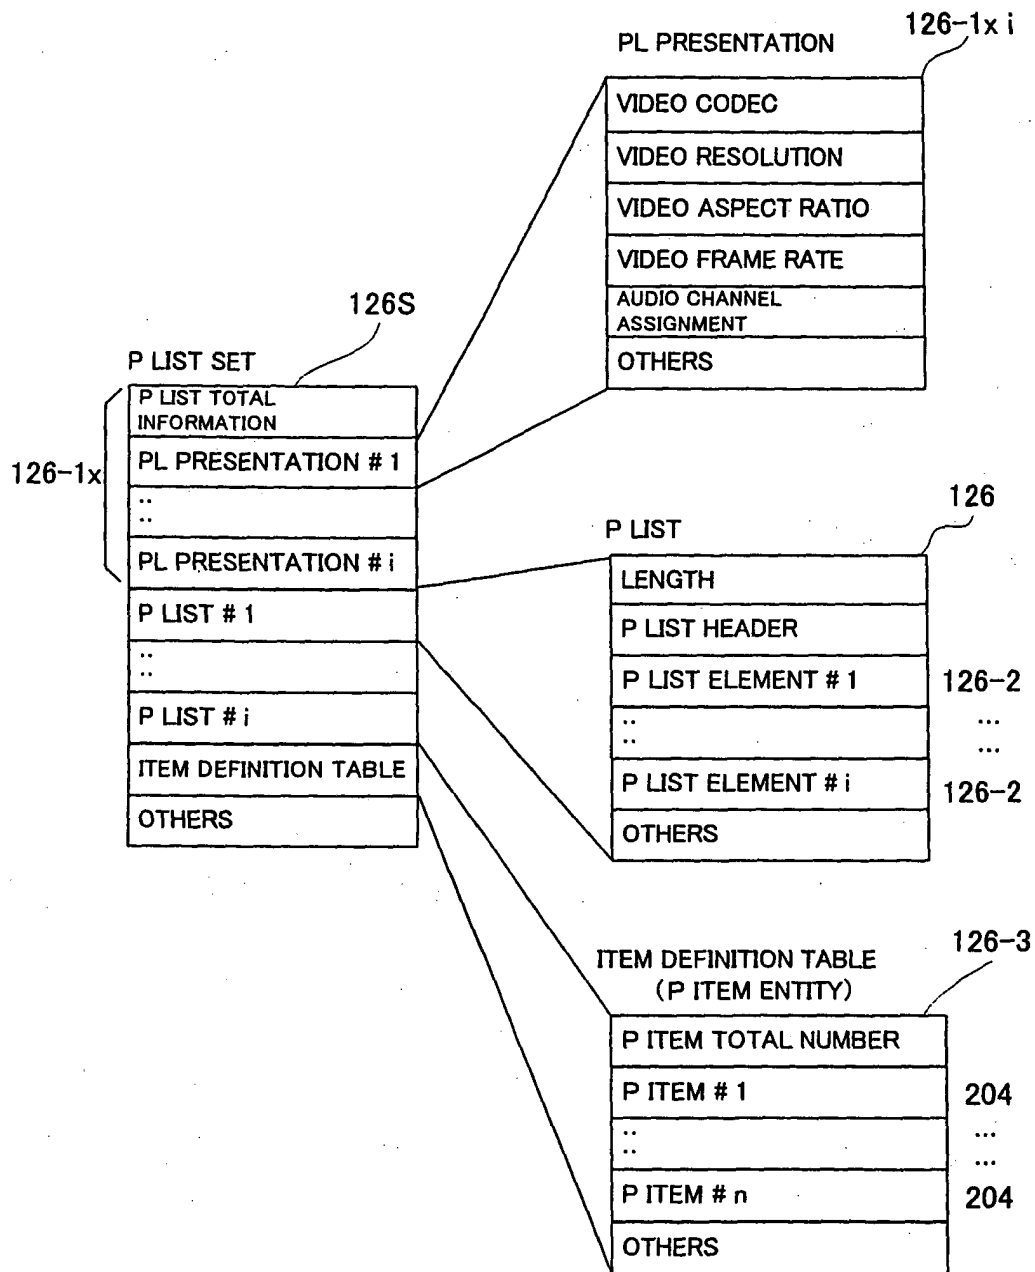 PL PRESENTATION
126-1x i
VIDEO CODEC
VIDEO RESOLUTION
VIDEO ASPECT RATIO
VIDEO FRAME RATE
AUDIO CHANNEL
ASSIGNMENT
OTHERS
126S
P LIST SET
P LIST TOTAL
INFORMATION
126-1x
PL PRESENTATION # 1
: :
PL PRESENTATION # i
P LIST # 1
: :
P LIST # i
ITEM DEFINITION TABLE
OTHERS
126
P LIST
LENGTH
P LIST HEADER
P LIST ELEMENT # 1 126-2
: : ...
...
P LIST ELEMENT # i 126-2
OTHERS
126-3
ITEM DEFINITION TABLE
(P ITEM ENTITY)
P ITEM TOTAL NUMBER
P ITEM # 1 204
: : ...
...
P ITEM # n 204
OTHERS